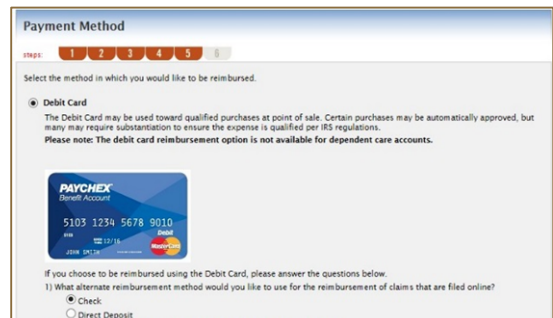 Payment Method
steps: 1 2 3 4 5 6
Select the method in which you would like to be reimbursed.
Debit Card
The Debit Card may be used toward qualified purchases at point of sale. Certain purchases may be automatically approved, but
many may require substantiation to ensure the expense is qualified per IRS regulations.
Please note: The debit card reimbursement option is not available for dependent care accounts.
PAYCHEX
Benefit Account
5103 1234 5678 9010
Debit
12/16
JOHN SMITH
MasterCard
If you choose to be reimbursed using the Debit Card, please answer the questions below.
1) What alternate reimbursement method would you like to use for the reimbursement of claims that are filed online?
Check
Direct Deposit